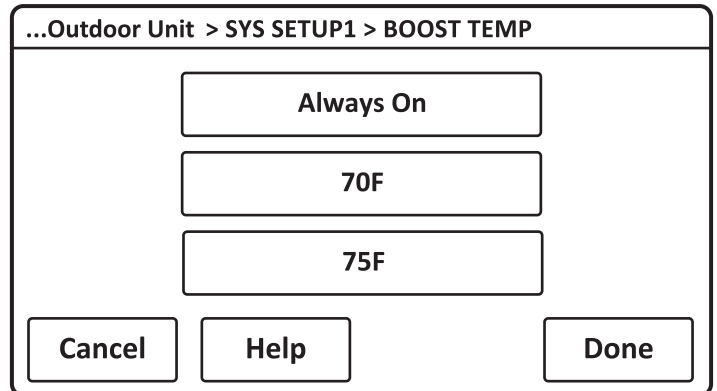 ...Outdoor Unit > SYS SETUP1 > BOOST TEMP
Always On
70F
75F
Cancel Help Done